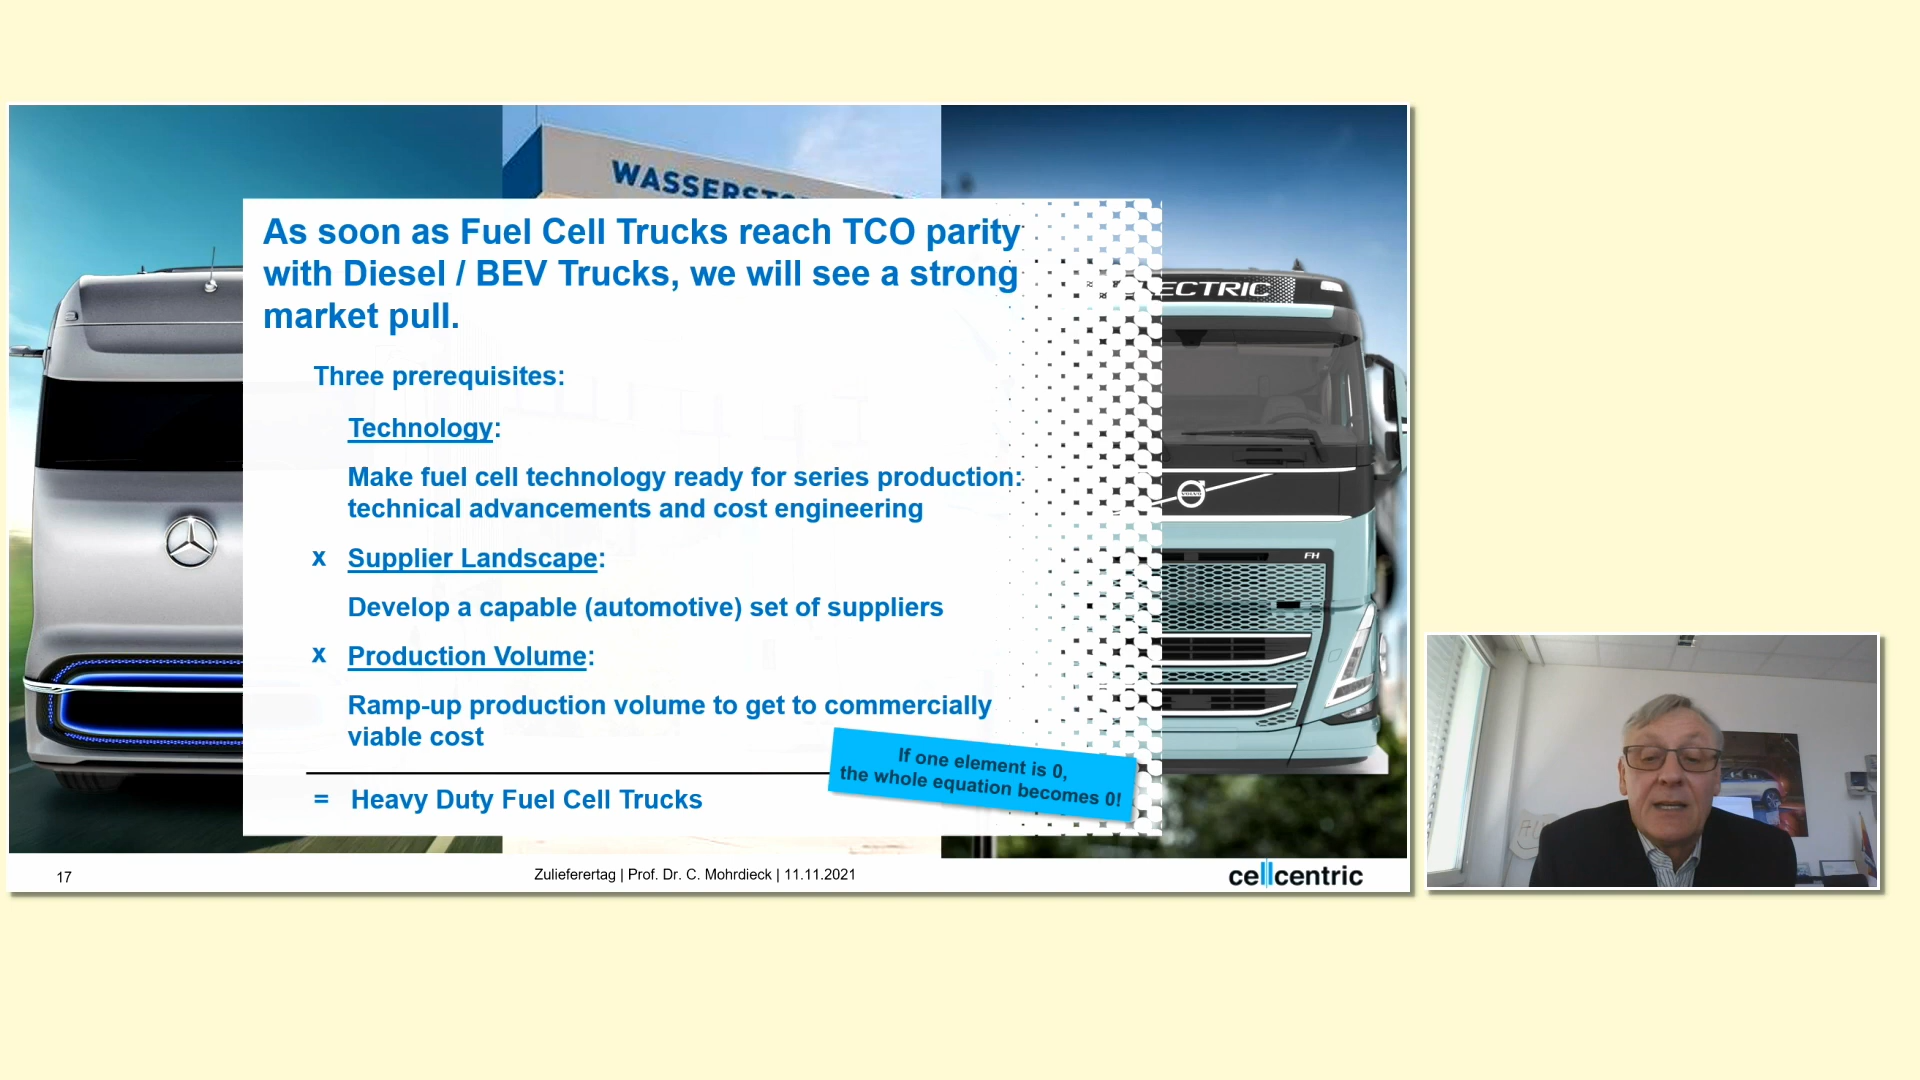 WASSERSTO
As soon as Fuel Cell Trucks reach TCO parity
with Diesel / BEV Trucks, we will see a strong
market pull.
ECTRIC
Three prerequisites:
Technology:
Make fuel cell technology ready for series production:
technical advancements and cost engineering
x Supplier Landscape:
FH
Develop a capable (automotive) set of suppliers
x Production Volume:
Ramp-up production volume to get to commercially
viable cost
If one element is 0,
the whole equation becomes 0!
= Heavy Duty Fuel Cell Trucks
17
Zulieferertag | Prof. Dr. C. Mohrdieck | 11.11.2021
cellcentric